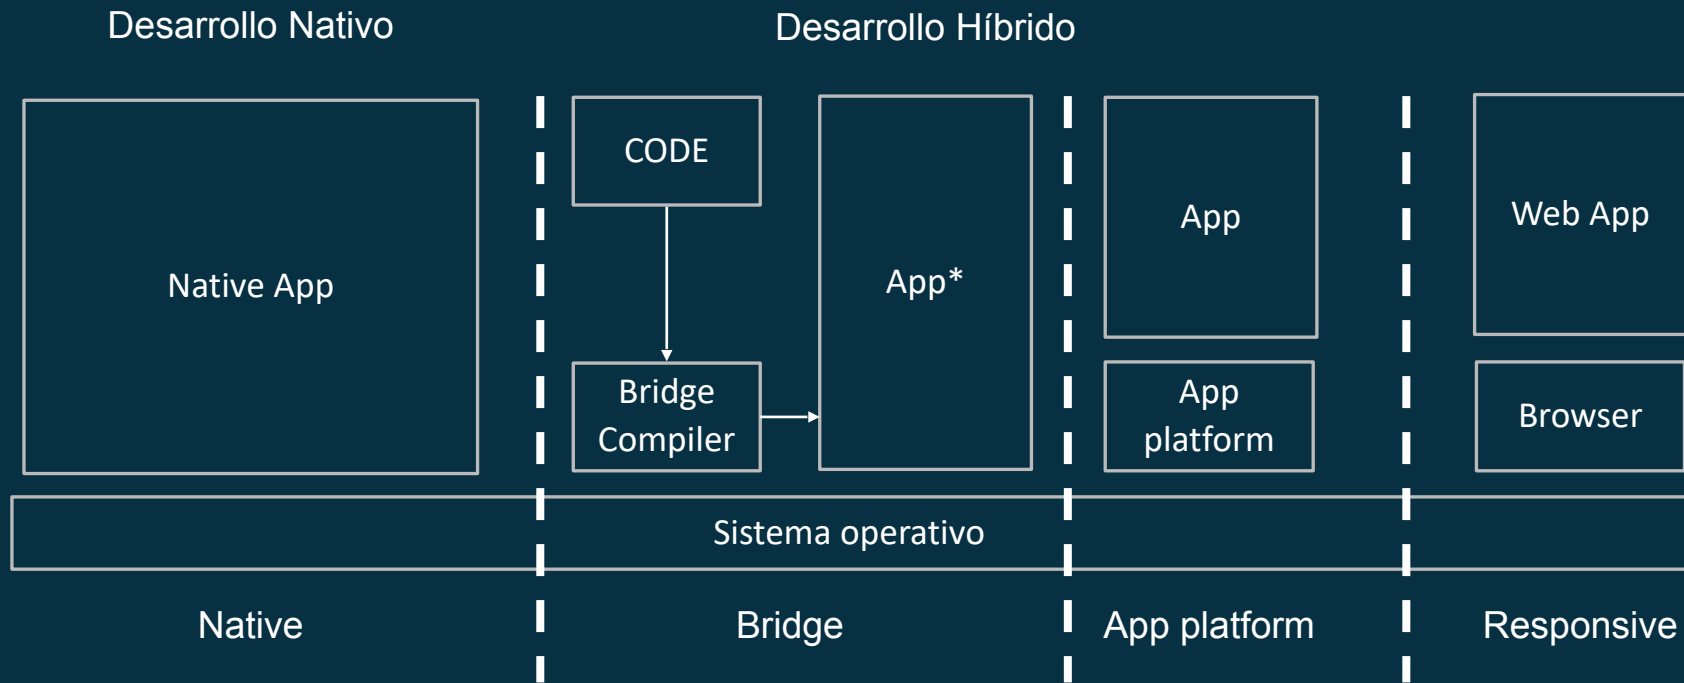 Desarrollo Nativo
Desarrollo Híbrido
Native App
CODE
Bridge
Compiler
App*
App
App
platform
Web App
Browser
Sistema operativo
Native
Bridge
App platform
Responsive